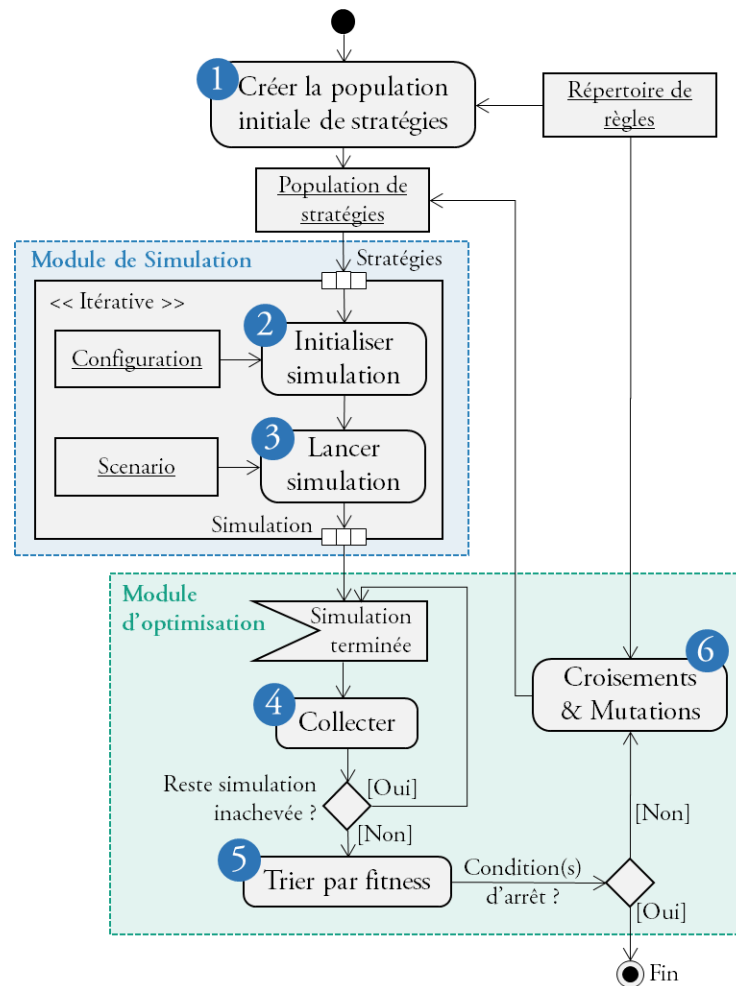 1
Créer la population
initiale de stratégies
Répertoire de
règles
Population de
stratégies
Module de Simulation
Stratégies
<< Itérative >>
2
Initialiser
simulation
Configuration
3
Lancer
simulation
Scenario
Simulation
Module
d'optimisation
Simulation
terminée
6
Croisements
& Mutations
4
Collecter
Reste simulation
inachevée ?
[Oui]
[Non]
[Non]
5
Trier par fitness
Condition(s)
d'arrêt ?
[Oui]
Fin